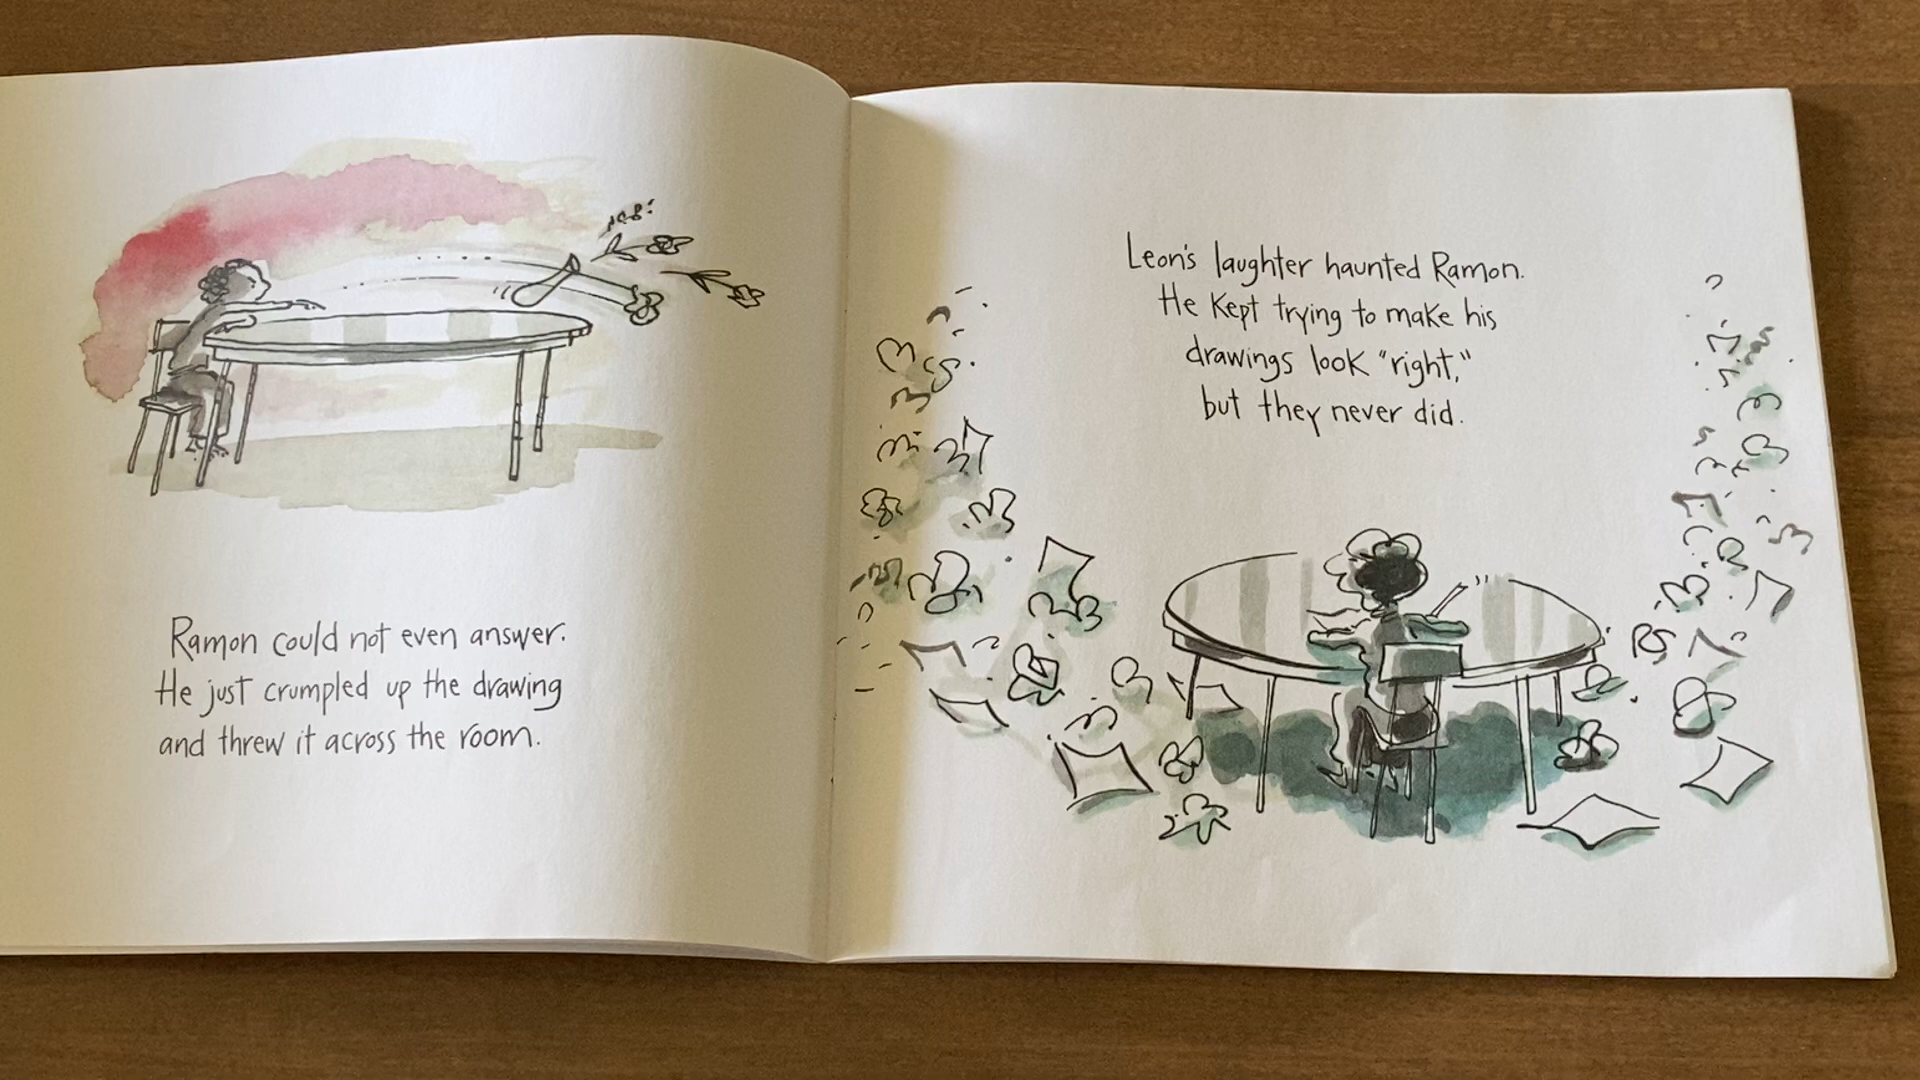 Ramon could not even answer.
He just crumpled up the drawing
and threw it across the room.
Leon's laughter haunted Ramon.
He kept trying to make his
drawings look "right,"
but they never did.